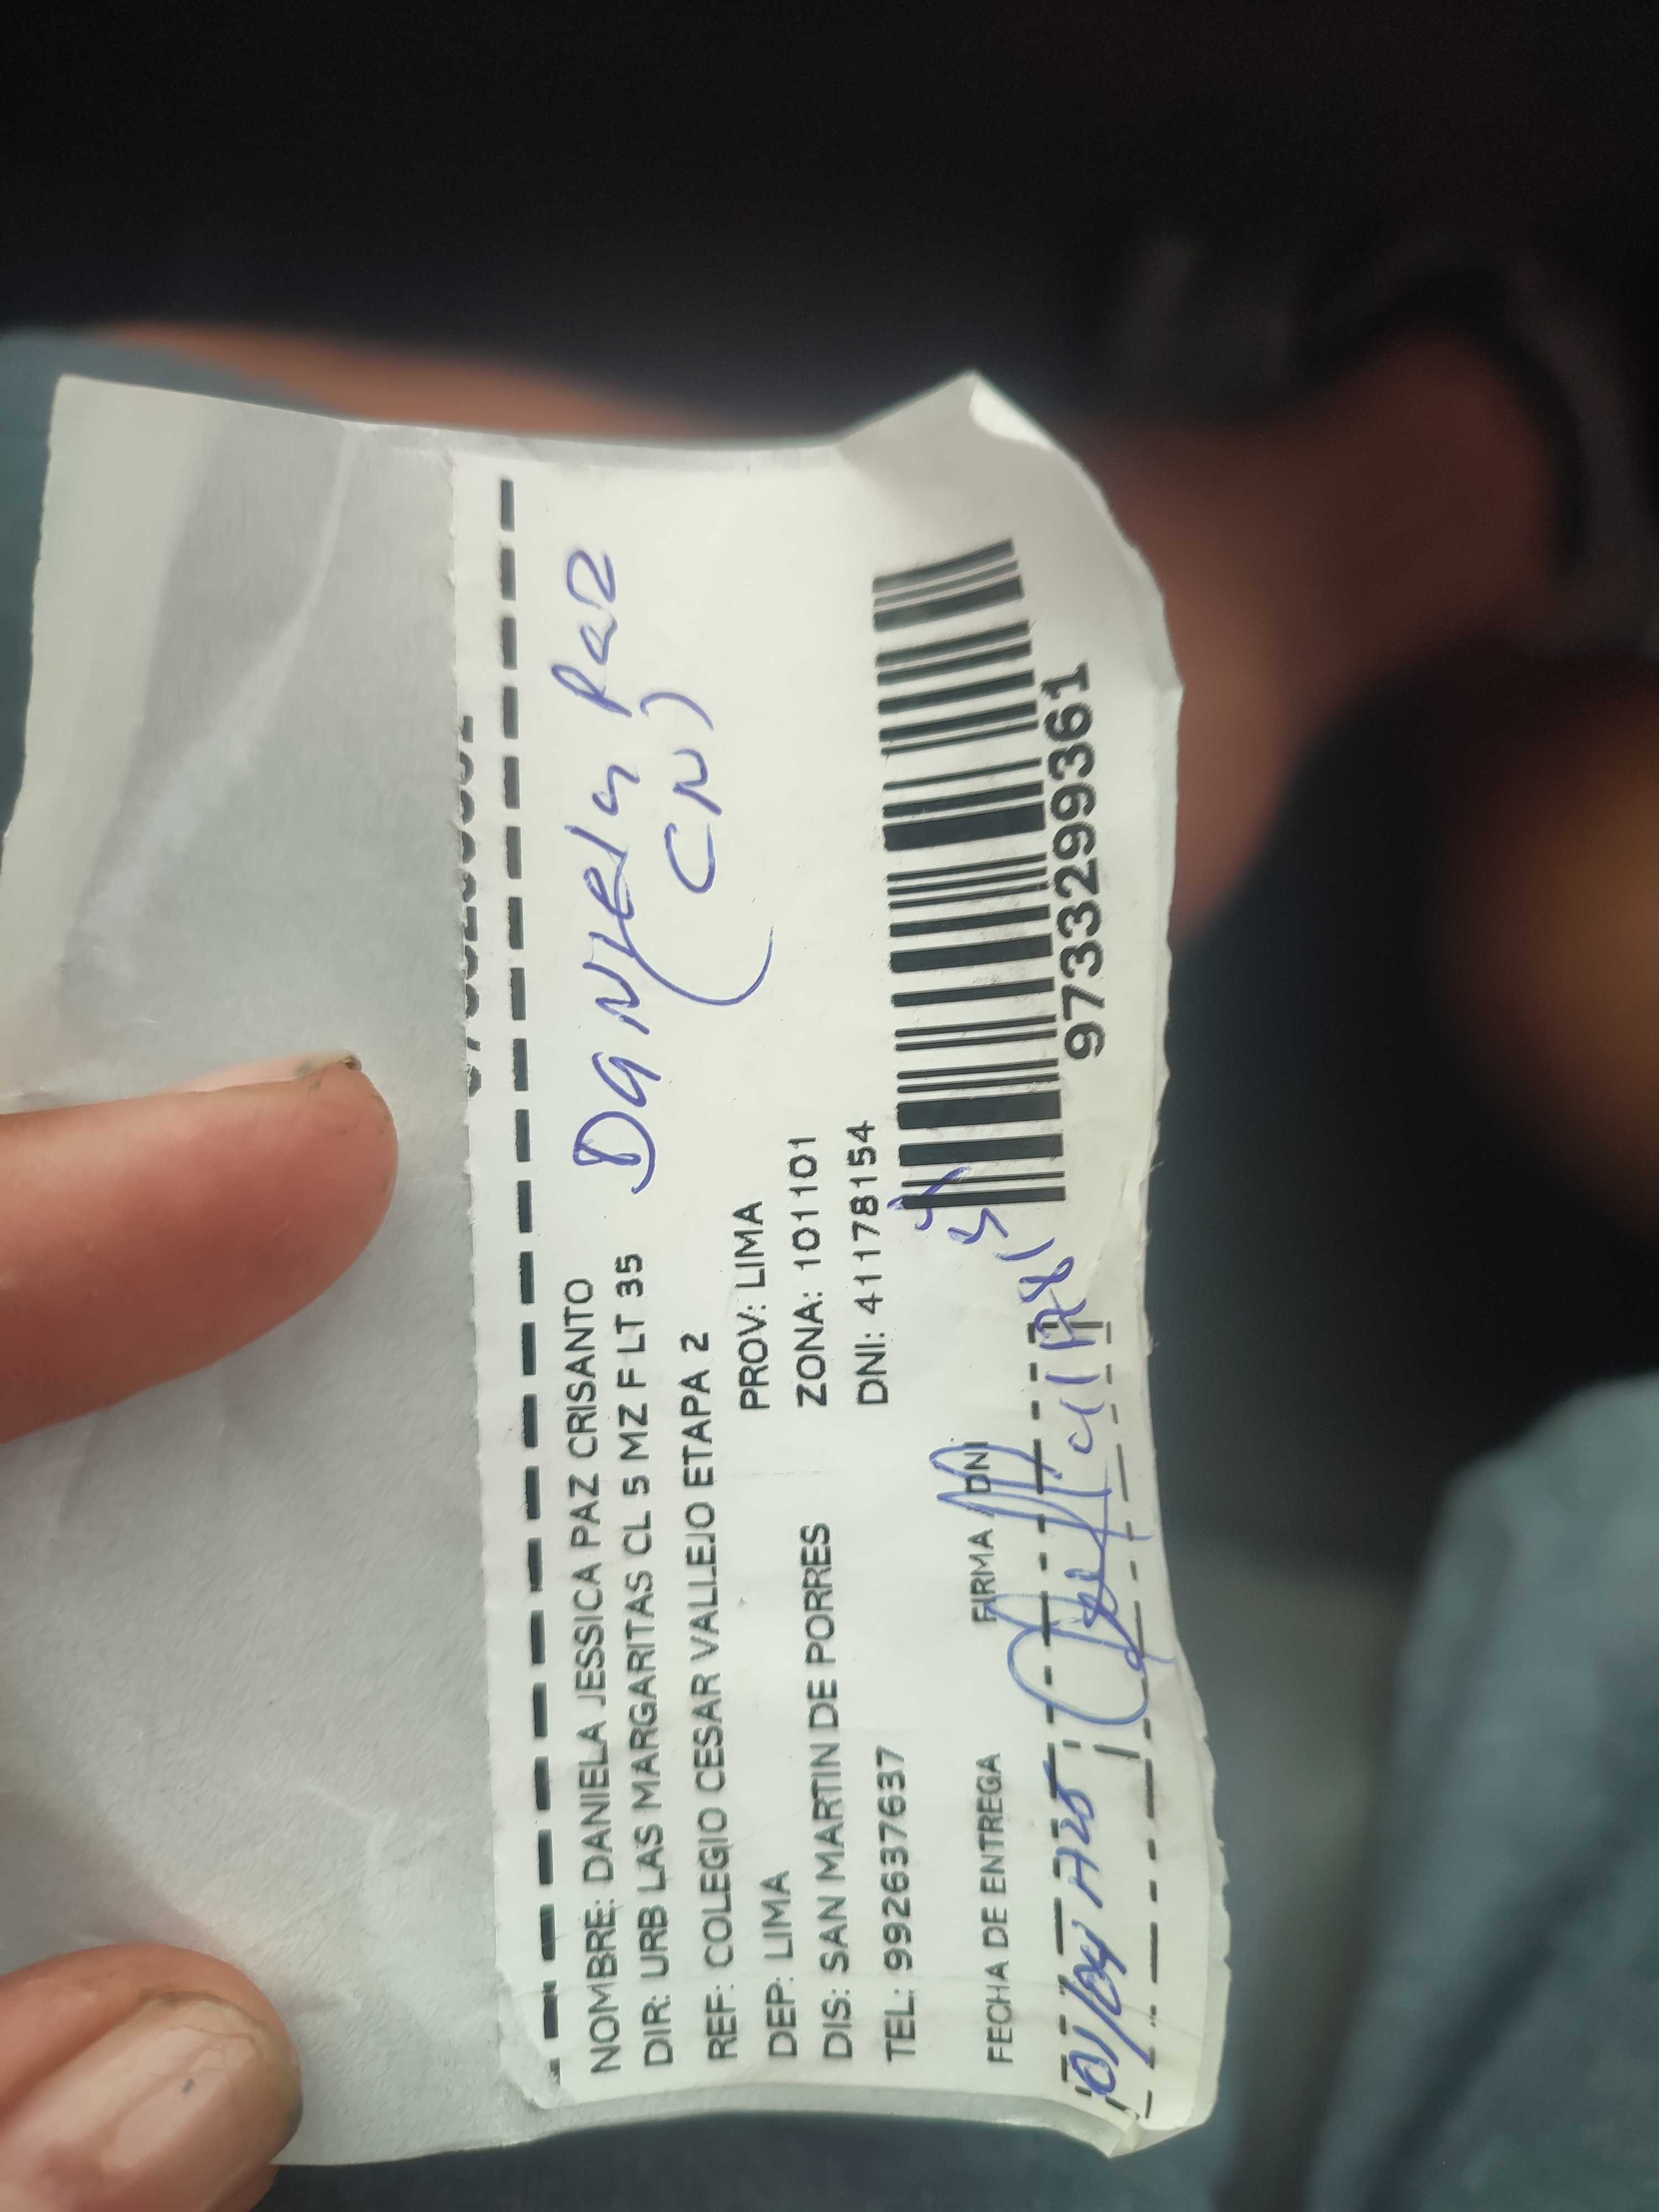 NOMBRE: DANIELA JESSICA PAZ CRISANTO
DIR: URB LAS MARGARITAS CL 5 MZ F LT 35
REF: COLEGIO CESAR VALLEJO ETAPA 2
DEP: LIMA PROV: LIMA
DIS: SAN MARTIN DE PORRES ZONA: 101101
TEL: 992637637 DNI: 41178154
Daniela Paz
(CN)
FECHA DE ENTREGA FIRMA / DNI
9733299361